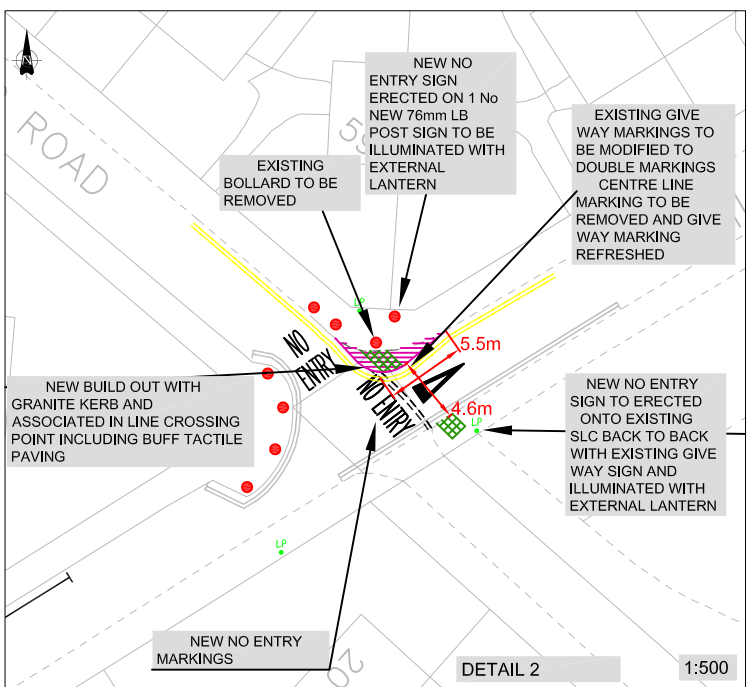 N
ROAD
59
NEW NO
ENTRY SIGN
ERECTED ON 1 No
NEW 76mm LB
POST SIGN TO BE
ILLUMINATED WITH
EXTERNAL
LANTERN
EXISTING GIVE
WAY MARKINGS TO
BE MODIFIED TO
DOUBLE MARKINGS
CENTRE LINE
MARKING TO BE
REMOVED AND GIVE
WAY MARKING
REFRESHED
EXISTING
BOLLARD TO BE
REMOVED
LP
NO
ENTRY
5.5m
NO ENTRY
4.6m
LP
NEW BUILD OUT WITH
GRANITE KERB AND
ASSOCIATED IN LINE CROSSING
POINT INCLUDING BUFF TACTILE
PAVING
NEW NO ENTRY
SIGN TO ERECTED
ONTO EXISTING
SLC BACK TO BACK
WITH EXISTING GIVE
WAY SIGN AND
ILLUMINATED WITH
EXTERNAL LANTERN
LP
NEW NO ENTRY
MARKINGS
DETAIL 2
1:500